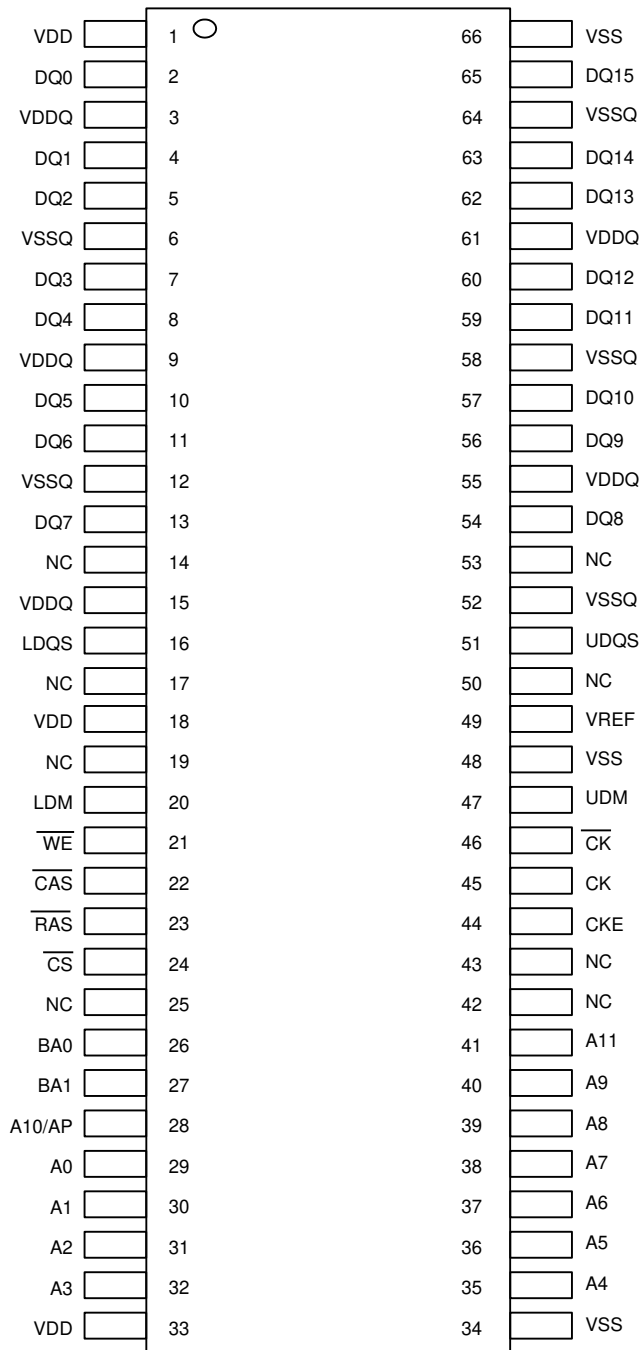 VDD 1 66 VSS
DQ0 2 65 DQ15
VDDQ 3 64 VSSQ
DQ1 4 63 DQ14
DQ2 5 62 DQ13
VSSQ 6 61 VDDQ
DQ3 7 60 DQ12
DQ4 8 59 DQ11
VDDQ 9 58 VSSQ
DQ5 10 57 DQ10
DQ6 11 56 DQ9
VSSQ 12 55 VDDQ
DQ7 13 54 DQ8
NC 14 53 NC
VDDQ 15 52 VSSQ
LDQS 16 51 UDQS
NC 17 50 NC
VDD 18 49 VREF
NC 19 48 VSS
LDM 20 47 UDM
W̅E̅ 21 46 C̅K̅
C̅A̅S̅ 22 45 CK
R̅A̅S̅ 23 44 CKE
C̅S̅ 24 43 NC
NC 25 42 NC
BA0 26 41 A11
BA1 27 40 A9
A10/AP 28 39 A8
A0 29 38 A7
A1 30 37 A6
A2 31 36 A5
A3 32 35 A4
VDD 33 34 VSS